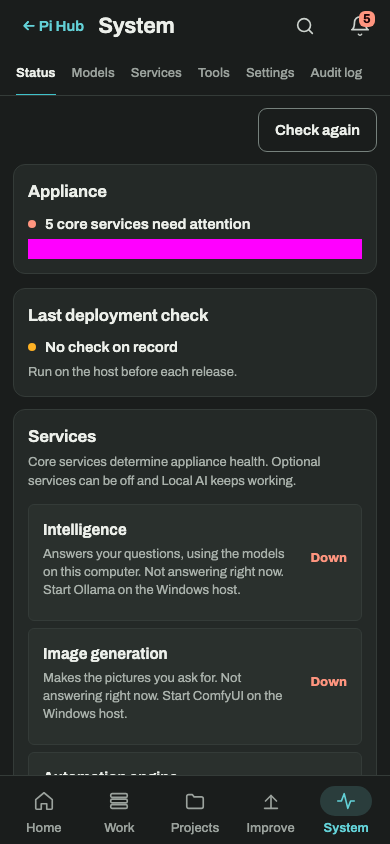 ← Pi Hub System
5
Status Models Services Tools Settings Audit log
Check again
Appliance
5 core services need attention
Last deployment check
No check on record
Run on the host before each release.
Services
Core services determine appliance health. Optional
services can be off and Local AI keeps working.
Intelligence
Answers your questions, using the models
on this computer. Not answering right now.
Start Ollama on the Windows host.
Down
Image generation
Makes the pictures you ask for. Not
answering right now. Start ComfyUI on the
Windows host.
Down
Home Work Projects Improve System